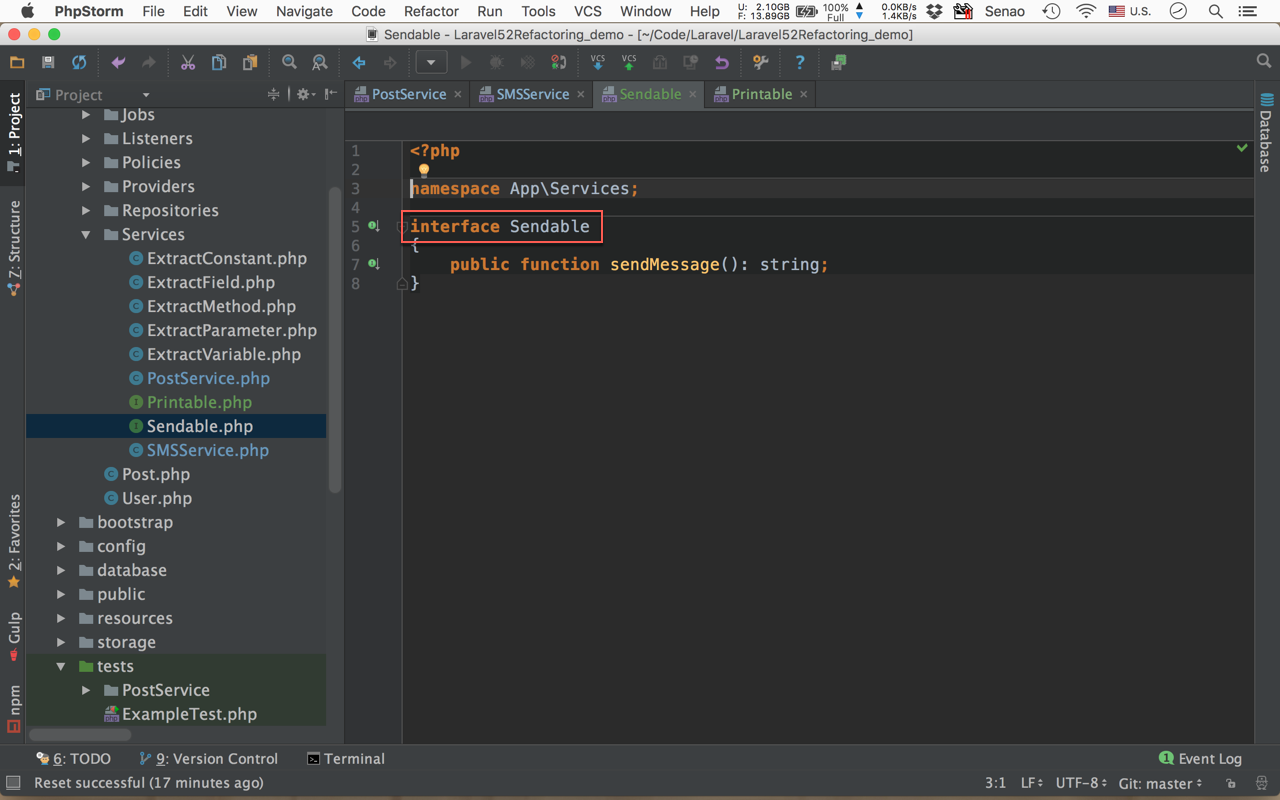 PhpStorm File Edit View Navigate Code Refactor Run Tools VCS Window Help U: 2.10GB F: 13.89GB 100% Full 0.0KB/s 1.4KB/s Senao U.S.
Sendable - Laravel52Refactoring_demo - [~/Code/Laravel/Laravel52Refactoring_demo]
VCS VCS
Project
PostService SMSService Sendable Printable
1: Project
7: Structure
2: Favorites
Gulp
npm
Database
Jobs
Listeners
Policies
Providers
Repositories
Services
ExtractConstant.php
ExtractField.php
ExtractMethod.php
ExtractParameter.php
ExtractVariable.php
PostService.php
Printable.php
Sendable.php
SMSService.php
Post.php
User.php
bootstrap
config
database
public
resources
storage
tests
PostService
ExampleTest.php
1 <?php
2
3 namespace App\Services;
4
5 interface Sendable
6 {
7 public function sendMessage(): string;
8 }
6: TODO 9: Version Control Terminal 1 Event Log
Reset successful (17 minutes ago) 3:1 LF UTF-8 Git: master